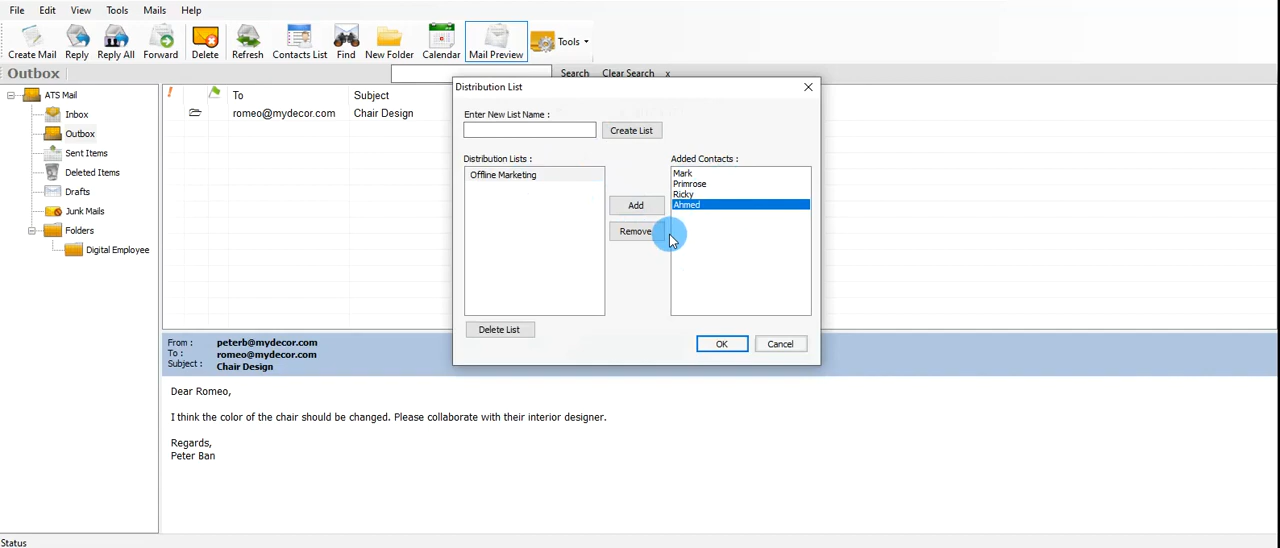 File Edit View Tools Mails Help
Create Mail Reply Reply All Forward Delete Refresh Contacts List Find New Folder Calendar Mail Preview Tools
Outbox Search Clear Search x
ATS Mail
Inbox
Outbox
Sent Items
Deleted Items
Drafts
Junk Mails
Folders
Digital Employee
! To Subject
romeo@mydecor.com Chair Design
Distribution List
Enter New List Name :
Create List
Distribution Lists :
Offline Marketing
Add
Remove
Added Contacts :
Mark
Primrose
Ricky
Ahmed
Delete List
OK Cancel
From : peterb@mydecor.com
To : romeo@mydecor.com
Subject : Chair Design
Dear Romeo,
I think the color of the chair should be changed. Please collaborate with their interior designer.
Regards,
Peter Ban
Status